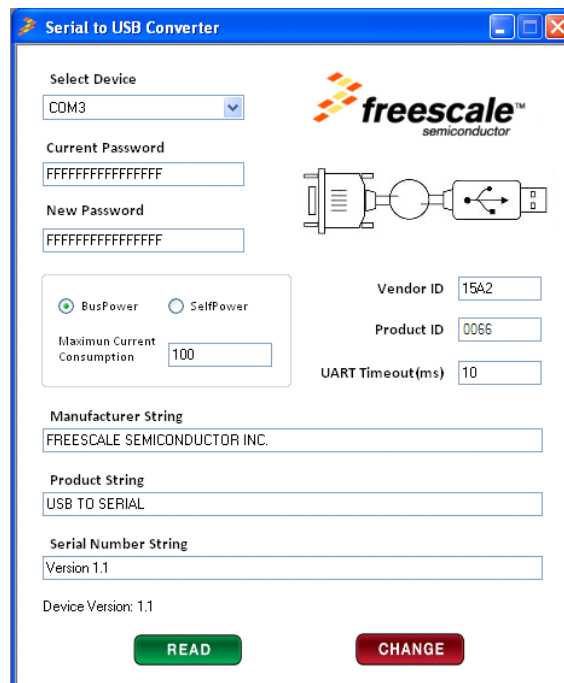 Serial to USB Converter
Select Device
COM3
freescale™
semiconductor
Current Password
FFFFFFFFFFFFFFFF
New Password
FFFFFFFFFFFFFFFF
BusPower SelfPower
Maximun Current
Consumption
100
Vendor ID 15A2
Product ID 0066
UART Timeout(ms) 10
Manufacturer String
FREESCALE SEMICONDUCTOR INC.
Product String
USB TO SERIAL
Serial Number String
Version 1.1
Device Version: 1.1
READ CHANGE